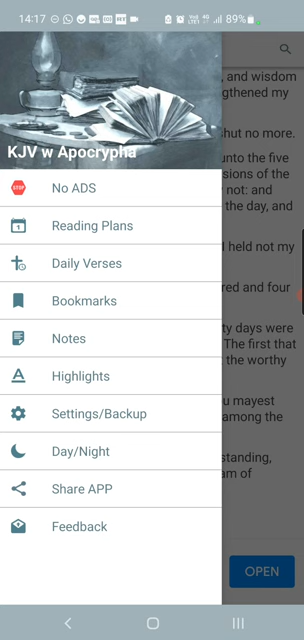 14:17
89%
KJV w Apocrypha
STOP
No ADS
1
Reading Plans
Daily Verses
Bookmarks
Notes
Highlights
Settings/Backup
Day/Night
Share APP
Feedback
, and wisdom
gthened my
shut no more.
unto the five
sions of the
not: and
the day, and
I held not my
red and four
ty days were
The first that
the worthy
u mayest
among the
standing,
am of
OPEN